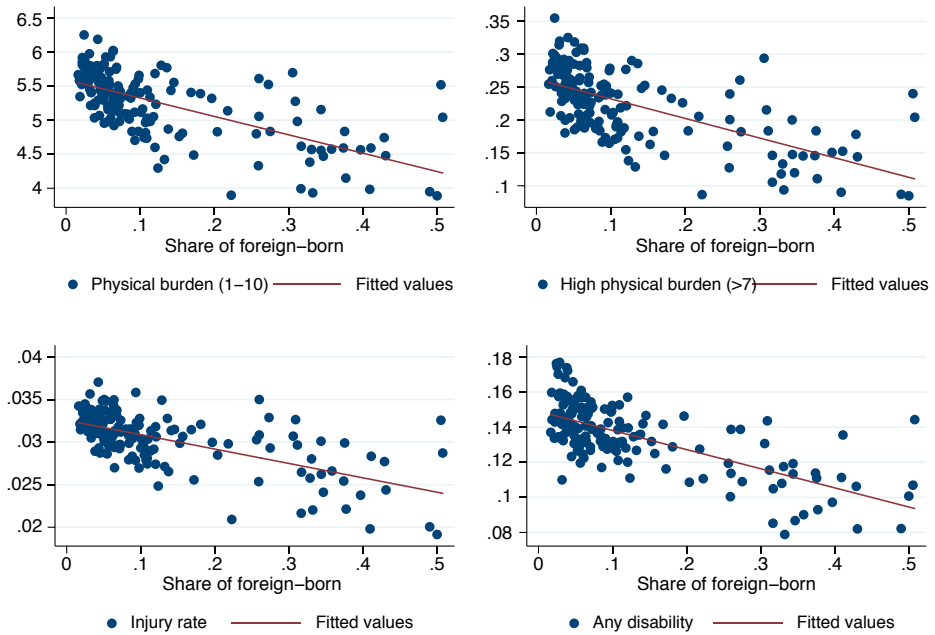 6.5
6
5.5
5
4.5
4
0 .1 .2 .3 .4 .5
Share of foreign–born
Physical burden (1–10) Fitted values
.35
.3
.25
.2
.15
.1
0 .1 .2 .3 .4 .5
Share of foreign–born
High physical burden (>7) Fitted values
.04
.035
.03
.025
.02
0 .1 .2 .3 .4 .5
Share of foreign–born
Injury rate Fitted values
.18
.16
.14
.12
.1
.08
0 .1 .2 .3 .4 .5
Share of foreign–born
Any disability Fitted values